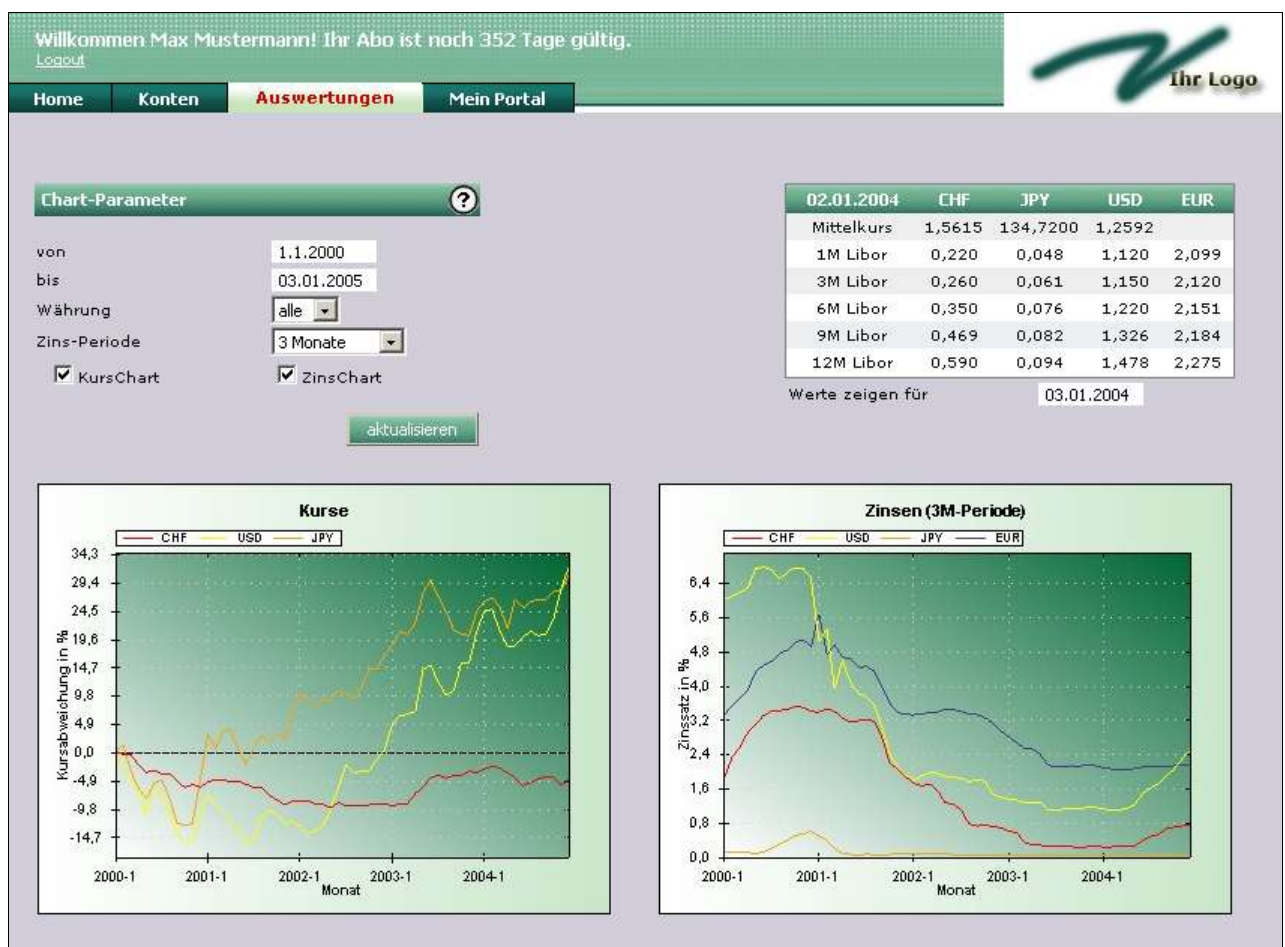 Willkommen Max Mustermann! Ihr Abo ist noch 352 Tage gültig.
Logout
Ihr Logo
Home Konten Auswertungen Mein Portal
Chart-Parameter ?
von 1.1.2000
bis 03.01.2005
Währung alle
Zins-Periode 3 Monate
KursChart ZinsChart
aktualisieren
02.01.2004 CHF JPY USD EUR
Mittelkurs 1,5615 134,7200 1,2592
1M Libor 0,220 0,048 1,120 2,099
3M Libor 0,260 0,061 1,150 2,120
6M Libor 0,350 0,076 1,220 2,151
9M Libor 0,469 0,082 1,326 2,184
12M Libor 0,590 0,094 1,478 2,275
Werte zeigen für 03.01.2004
Kurse
CHF USD JPY
Kursabweichung in %
34,3
29,4
24,5
19,6
14,7
9,8
4,9
0,0
-4,9
-9,8
-14,7
2000-1 2001-1 2002-1 2003-1 2004-1
Monat
Zinsen (3M-Periode)
CHF USD JPY EUR
Zinssatz in %
6,4
5,6
4,8
4,0
3,2
2,4
1,6
0,8
0,0
2000-1 2001-1 2002-1 2003-1 2004-1
Monat